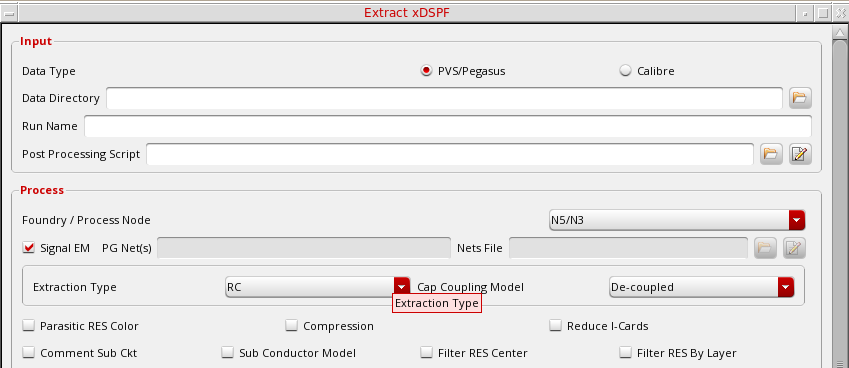 Extract xDSPF
Input
Data Type PVS/Pegasus Calibre
Data Directory
Run Name
Post Processing Script
Process
Foundry / Process Node N5/N3
Signal EM PG Net(s) Nets File
Extraction Type RC Cap Coupling Model De-coupled
Extraction Type
Parasitic RES Color Compression Reduce I-Cards
Comment Sub Ckt Sub Conductor Model Filter RES Center Filter RES By Layer